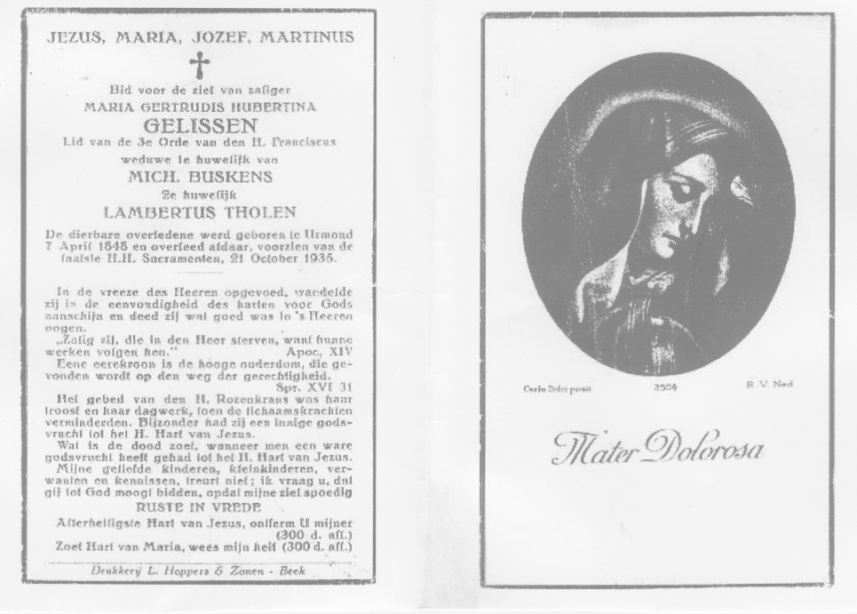 JEZUS, MARIA, JOZEF, MARTINUS
Bid voor de ziel van zaliger
MARIA GERTRUDIS HUBERTINA
GELISSEN
Lid van de 3e Orde van den H. Franciscus
weduwe 1e huwelijk van
MICH. BUSKENS
2e huwelijk
LAMBERTUS THOLEN
De dierbare overledene werd geboren te Urmond
7 April 1848 en overleed aldaar, voorzien van de
laatste H.H. Sacramenten, 21 October 1935.
In de vreeze des Heeren opgevoed, wandelde
zij in de eenvoudigheid des harten voor Gods
aanschijn en deed zij wat goed was in 's Heeren
oogen.
„Zalig zij, die in den Heer sterven, want hunne
werken volgen hen." Apoc. XIV
Eene eerekroon is de hooge ouderdom, die ge-
vonden wordt op den weg der gerechtigheid.
Spr. XVI 31
Het gebed van den H. Rozenkrans was haar
troost en haar dagwerk, toen de lichaamskrachten
verminderden. Bijzonder had zij een innige gods-
vrucht tot het H. Hart van Jezus.
Wat is de dood zoet, wanneer men een ware
godsvrucht heeft gehad tot het H. Hart van Jezus.
Mijne geliefde kinderen, kleinkinderen, ver-
wanten en kennissen, treurt niet; ik vraag u, dat
gij tot God moogt bidden, opdat mijne ziel spoedig
RUSTE IN VREDE
Allerheiligste Hart van Jezus, ontferm U mijner
(300 d. afl.)
Zoet Hart van Maria, wees mijn heil (300 d. afl.)
Drukkerij L. Hoppers & Zonen - Beek
Carlo Dolci pinxit 3504 R. V. Ned
Mater Dolorosa